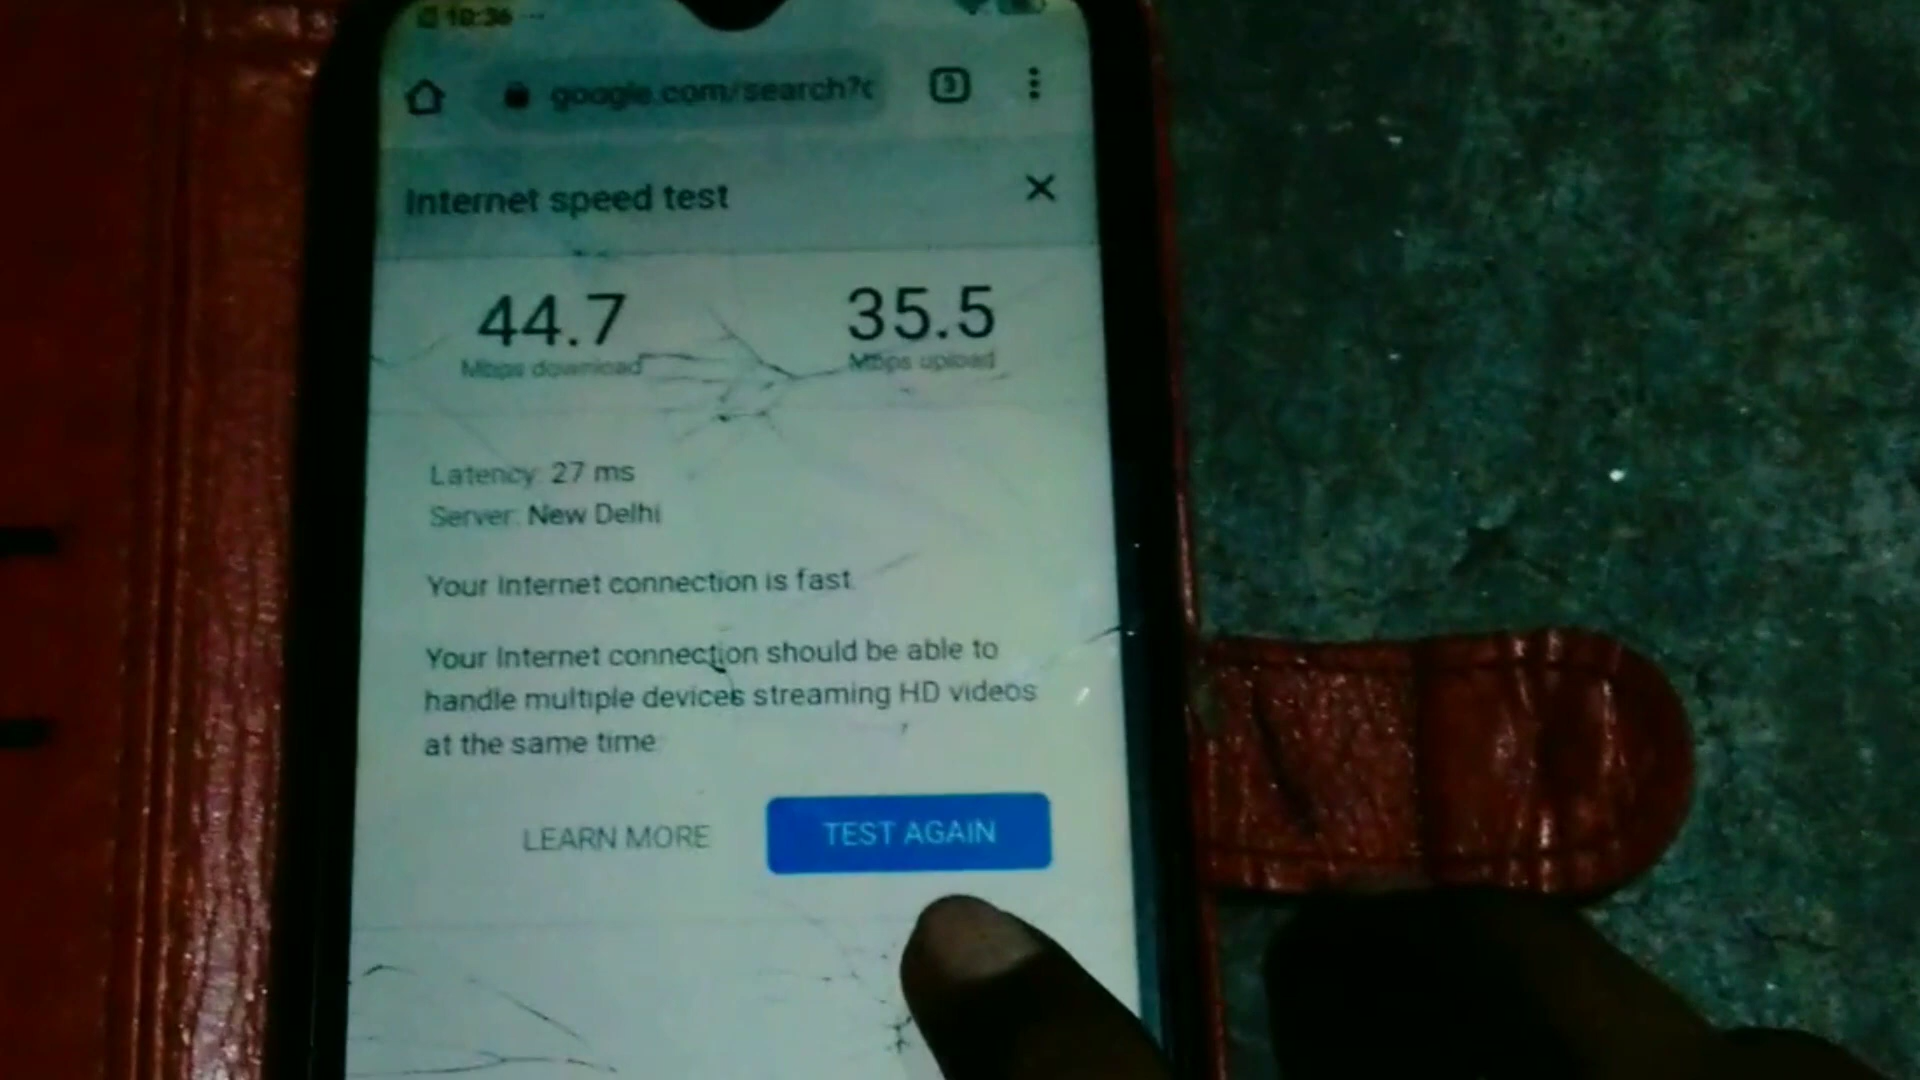 10:36
google.com/search?c
Internet speed test
44.7
35.5
Mbps download
Mbps upload
Latency: 27 ms
Server: New Delhi
Your Internet connection is fast.
Your Internet connection should be able to
handle multiple devices streaming HD videos
at the same time.
LEARN MORE
TEST AGAIN